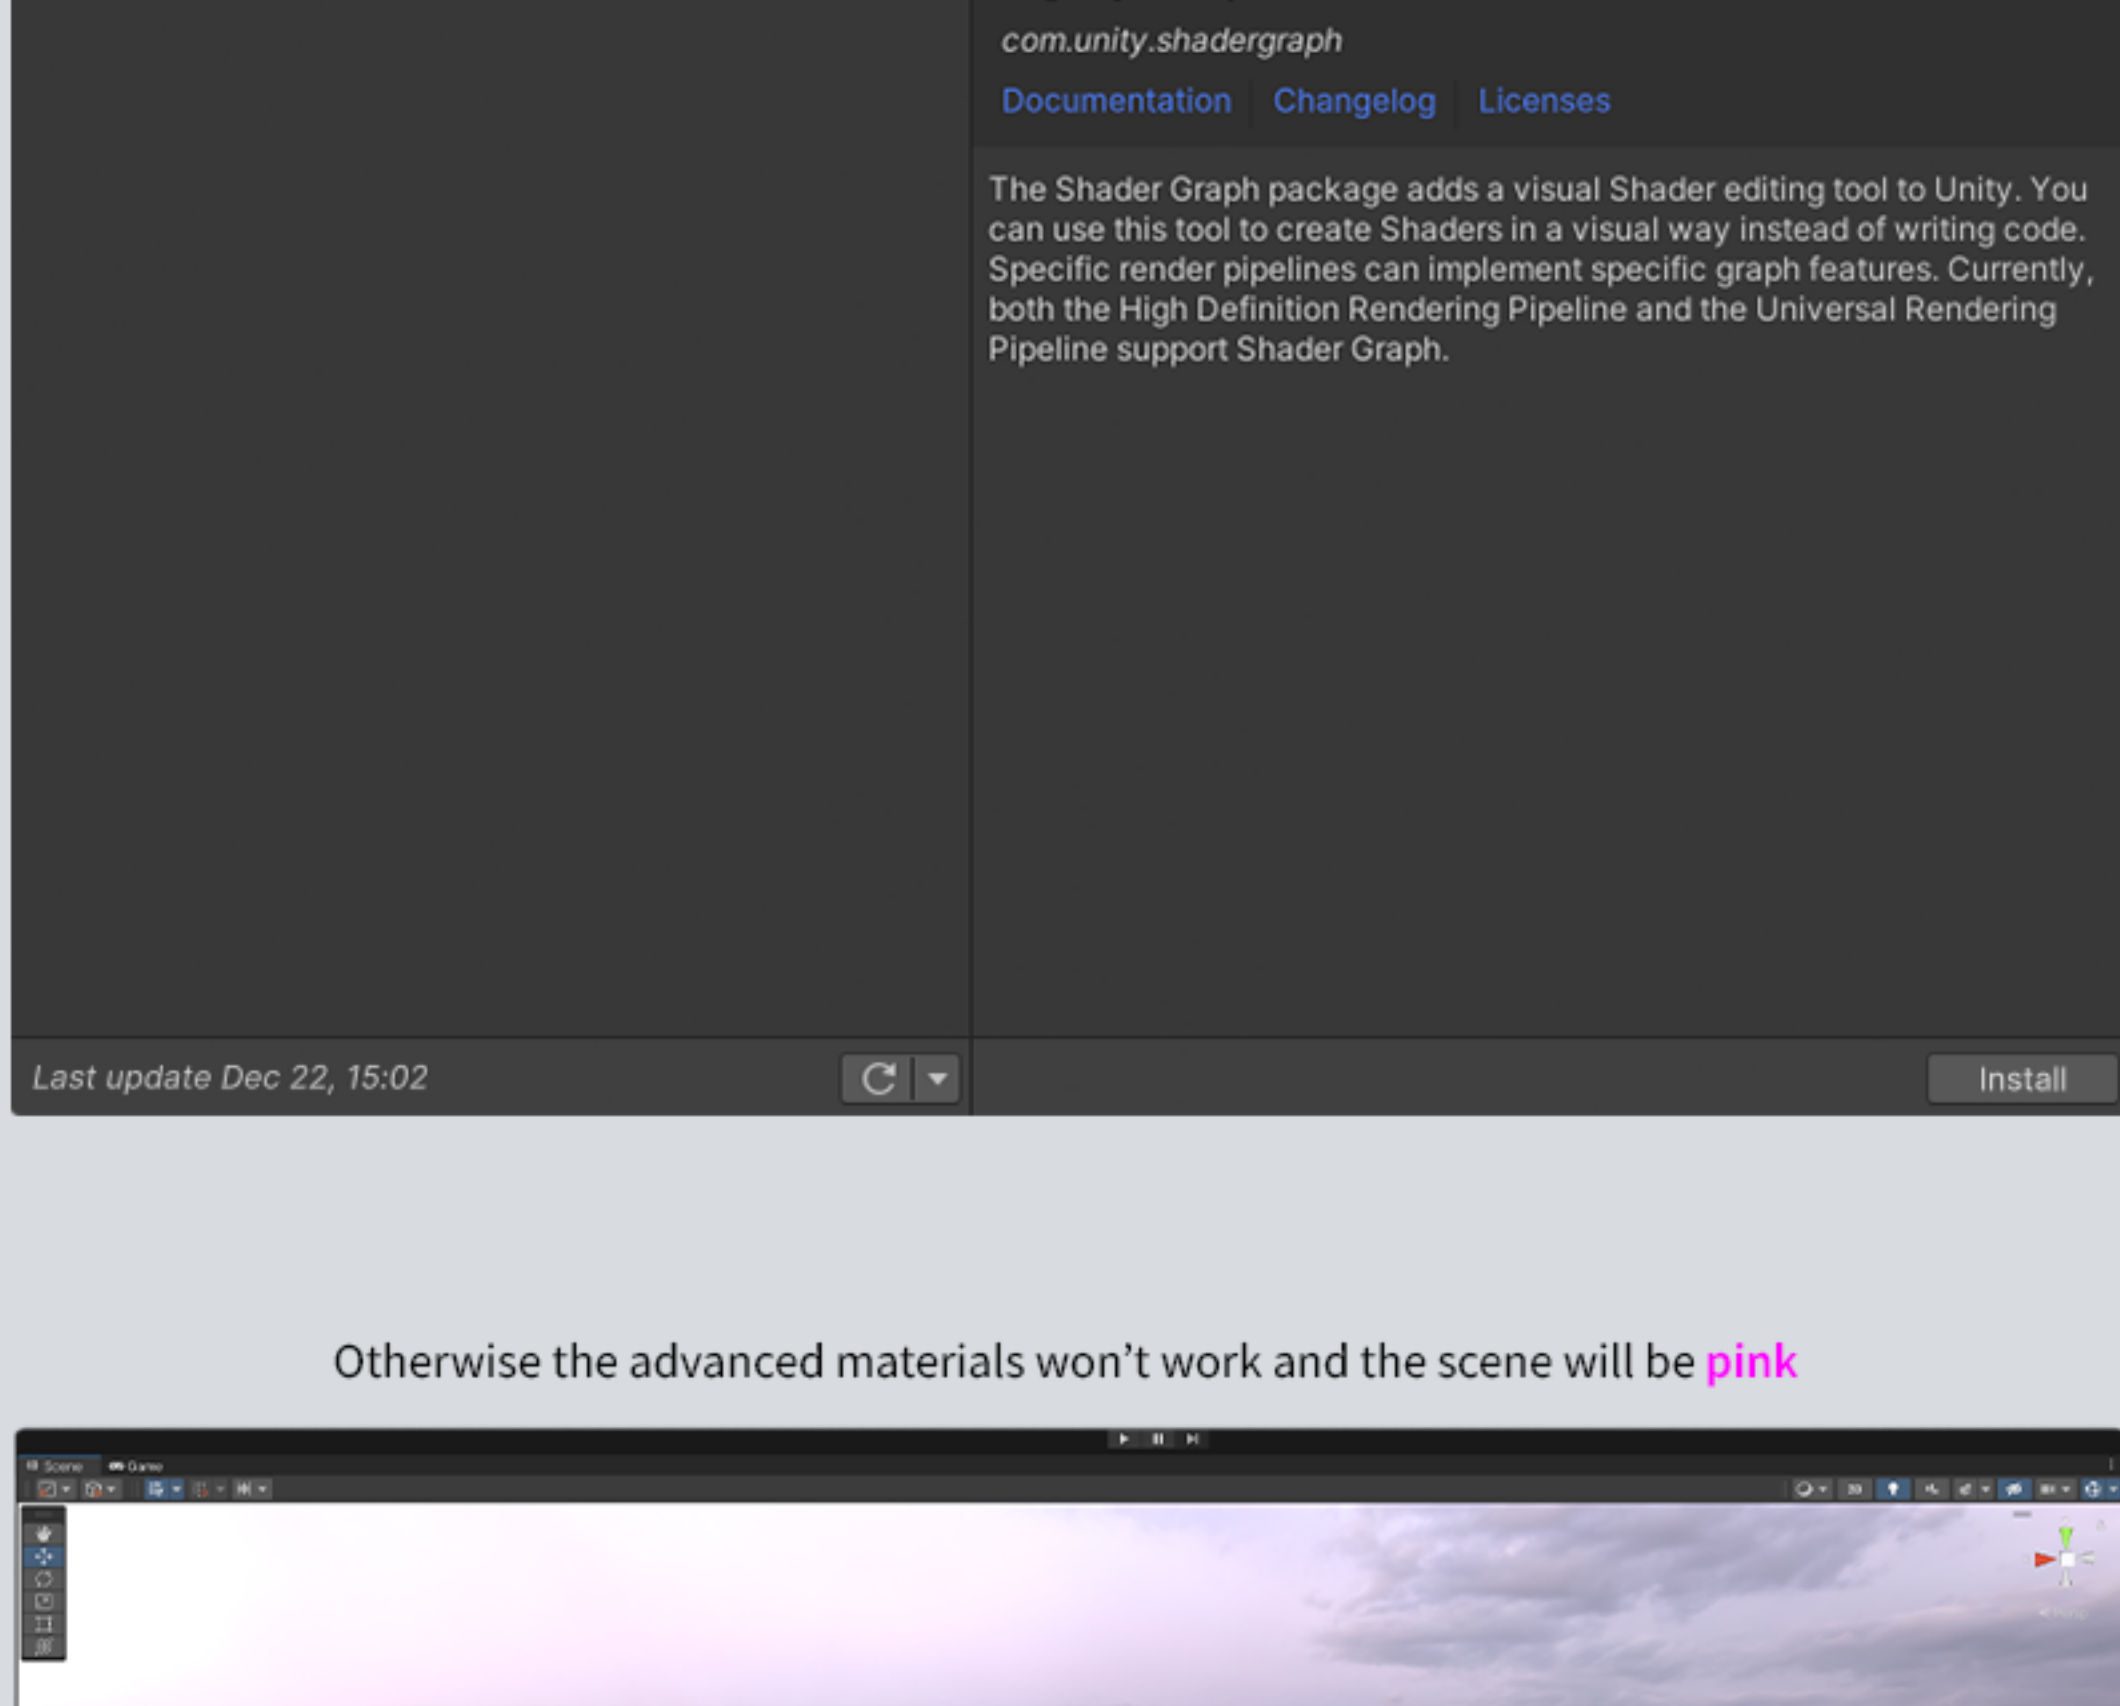 com.unity.shadergraph
Documentation Changelog Licenses
The Shader Graph package adds a visual Shader editing tool to Unity. You
can use this tool to create Shaders in a visual way instead of writing code.
Specific render pipelines can implement specific graph features. Currently,
both the High Definition Rendering Pipeline and the Universal Rendering
Pipeline support Shader Graph.
Last update Dec 22, 15:02
Install
Otherwise the advanced materials won’t work and the scene will be pink
Scene Game
2D
Persp